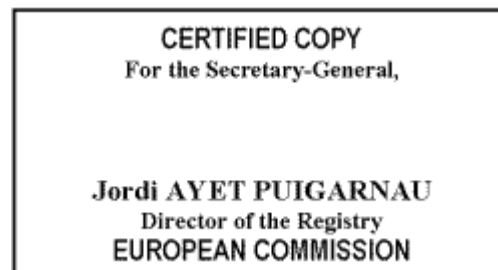 CERTIFIED COPY
For the Secretary-General,
Jordi AYET PUIGARNAU
Director of the Registry
EUROPEAN COMMISSION